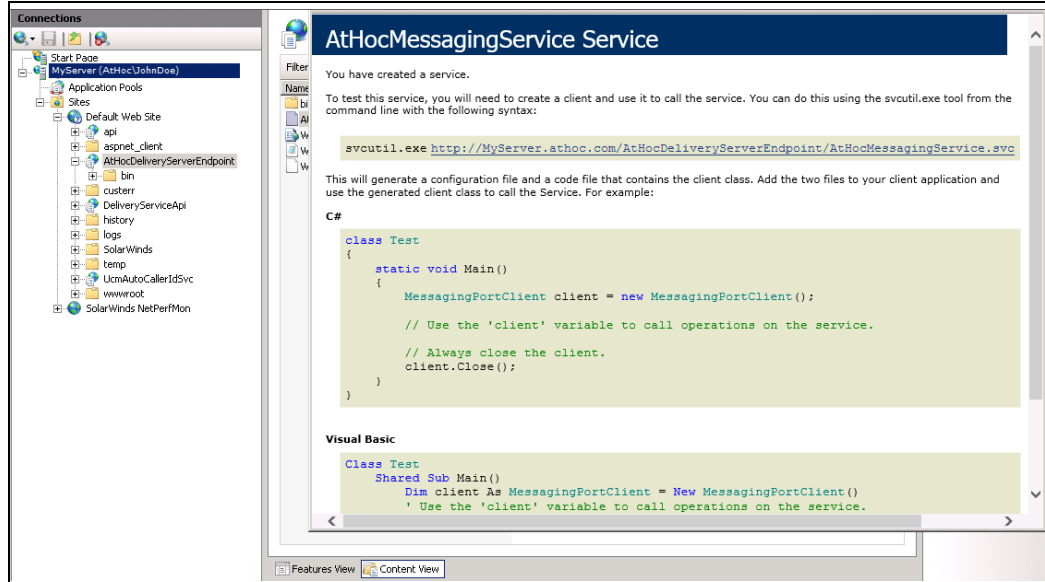 Connections
Start Page
MyServer (AtHoc\JohnDoe)
Application Pools
Sites
Default Web Site
api
aspnet_client
AtHocDeliveryServerEndpoint
bin
custerr
DeliveryServiceApi
history
logs
SolarWinds
temp
UcmAutoCallerIdSvc
wwwroot
SolarWinds NetPerfMon
Filter
Name
bi
At
W
W
W
AtHocMessagingService Service
You have created a service.
To test this service, you will need to create a client and use it to call the service. You can do this using the svcutil.exe tool from the
command line with the following syntax:
svcutil.exe http://MyServer.athoc.com/AtHocDeliveryServerEndpoint/AtHocMessagingService.svc
This will generate a configuration file and a code file that contains the client class. Add the two files to your client application and
use the generated client class to call the Service. For example:
C#
class Test
{
static void Main()
{
MessagingPortClient client = new MessagingPortClient();
// Use the 'client' variable to call operations on the service.
// Always close the client.
client.Close();
}
}
Visual Basic
Class Test
Shared Sub Main()
Dim client As MessagingPortClient = New MessagingPortClient()
' Use the 'client' variable to call operations on the service.
Features View
Content View